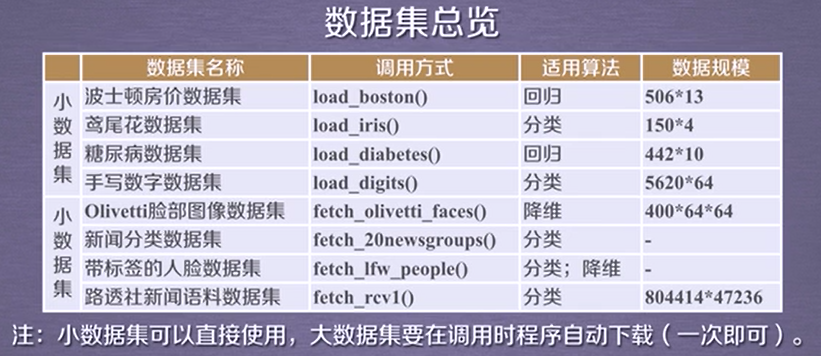 数据集总览
数据集名称 调用方式 适用算法 数据规模
小数据集
波士顿房价数据集 load_boston() 回归 506*13
鸢尾花数据集 load_iris() 分类 150*4
糖尿病数据集 load_diabetes() 回归 442*10
手写数字数据集 load_digits() 分类 5620*64
小数据集
Olivetti脸部图像数据集 fetch_olivetti_faces() 降维 400*64*64
新闻分类数据集 fetch_20newsgroups() 分类 -
带标签的人脸数据集 fetch_lfw_people() 分类；降维 -
路透社新闻语料数据集 fetch_rcv1() 分类 804414*47236
注：小数据集可以直接使用，大数据集要在调用时程序自动下载（一次即可）。